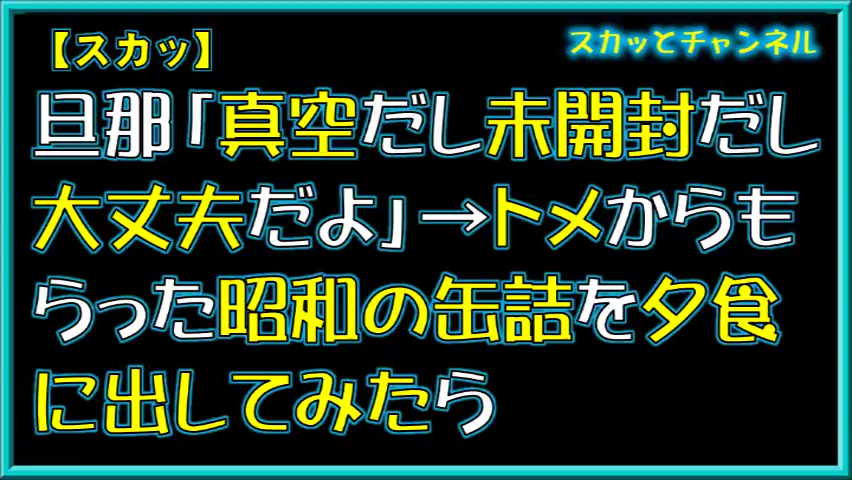 【スカッ】
スカッとチャンネル
旦那「真空だし未開封だし
大丈夫だよ」→トメからも
らった昭和の缶詰を夕食
に出してみたら